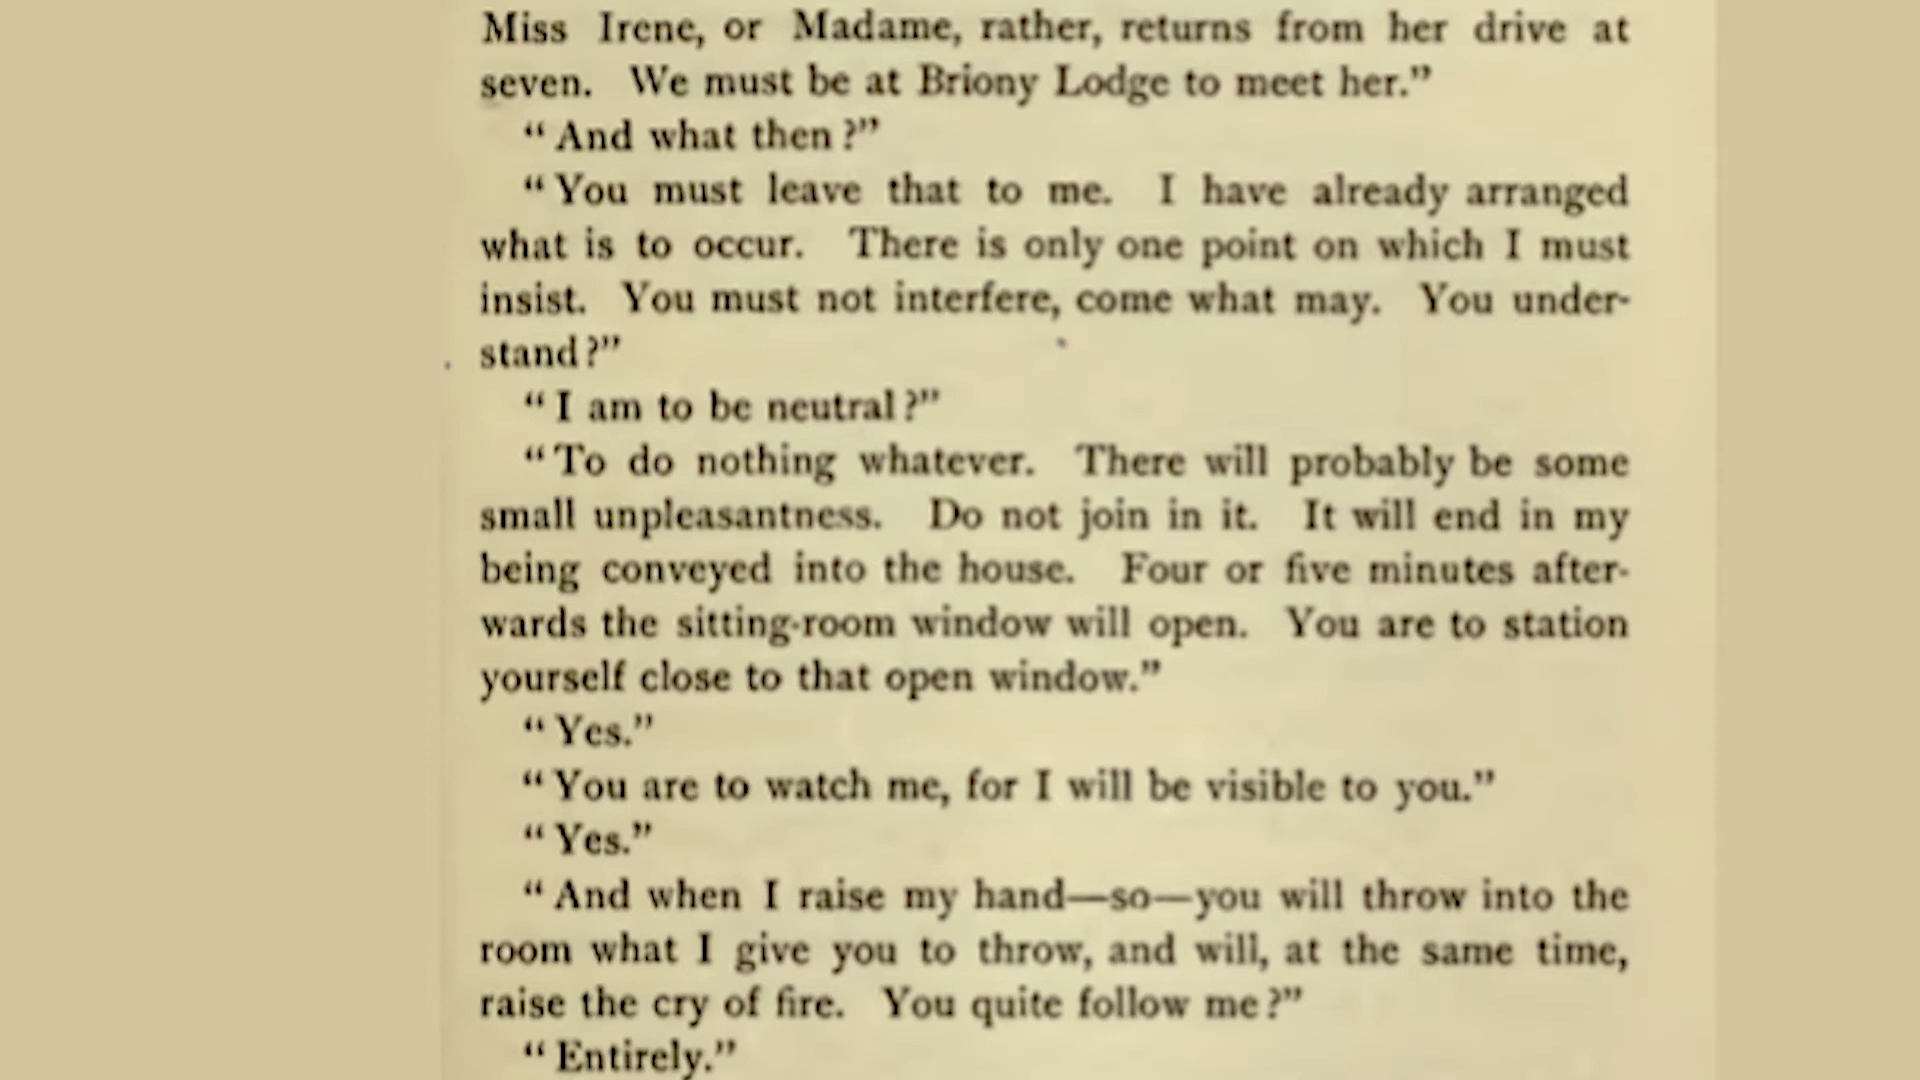 Miss Irene, or Madame, rather, returns from her drive at
seven. We must be at Briony Lodge to meet her.”
“And what then?”
“You must leave that to me. I have already arranged
what is to occur. There is only one point on which I must
insist. You must not interfere, come what may. You under-
stand?”
“I am to be neutral?”
“To do nothing whatever. There will probably be some
small unpleasantness. Do not join in it. It will end in my
being conveyed into the house. Four or five minutes after-
wards the sitting-room window will open. You are to station
yourself close to that open window.”
“Yes.”
“You are to watch me, for I will be visible to you.”
“Yes.”
“And when I raise my hand—so—you will throw into the
room what I give you to throw, and will, at the same time,
raise the cry of fire. You quite follow me?”
“Entirely.”